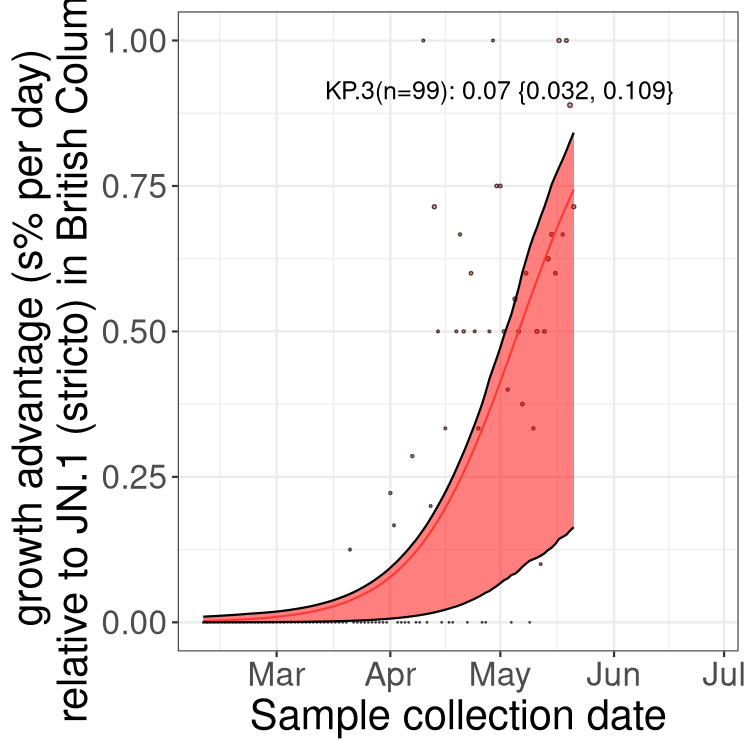 growth advantage (s% per day)
relative to JN.1 (stricto) in British Colum
1.00
0.75
0.50
0.25
0.00
KP.3(n=99): 0.07 {0.032, 0.109}
Mar Apr May Jun Jul
Sample collection date